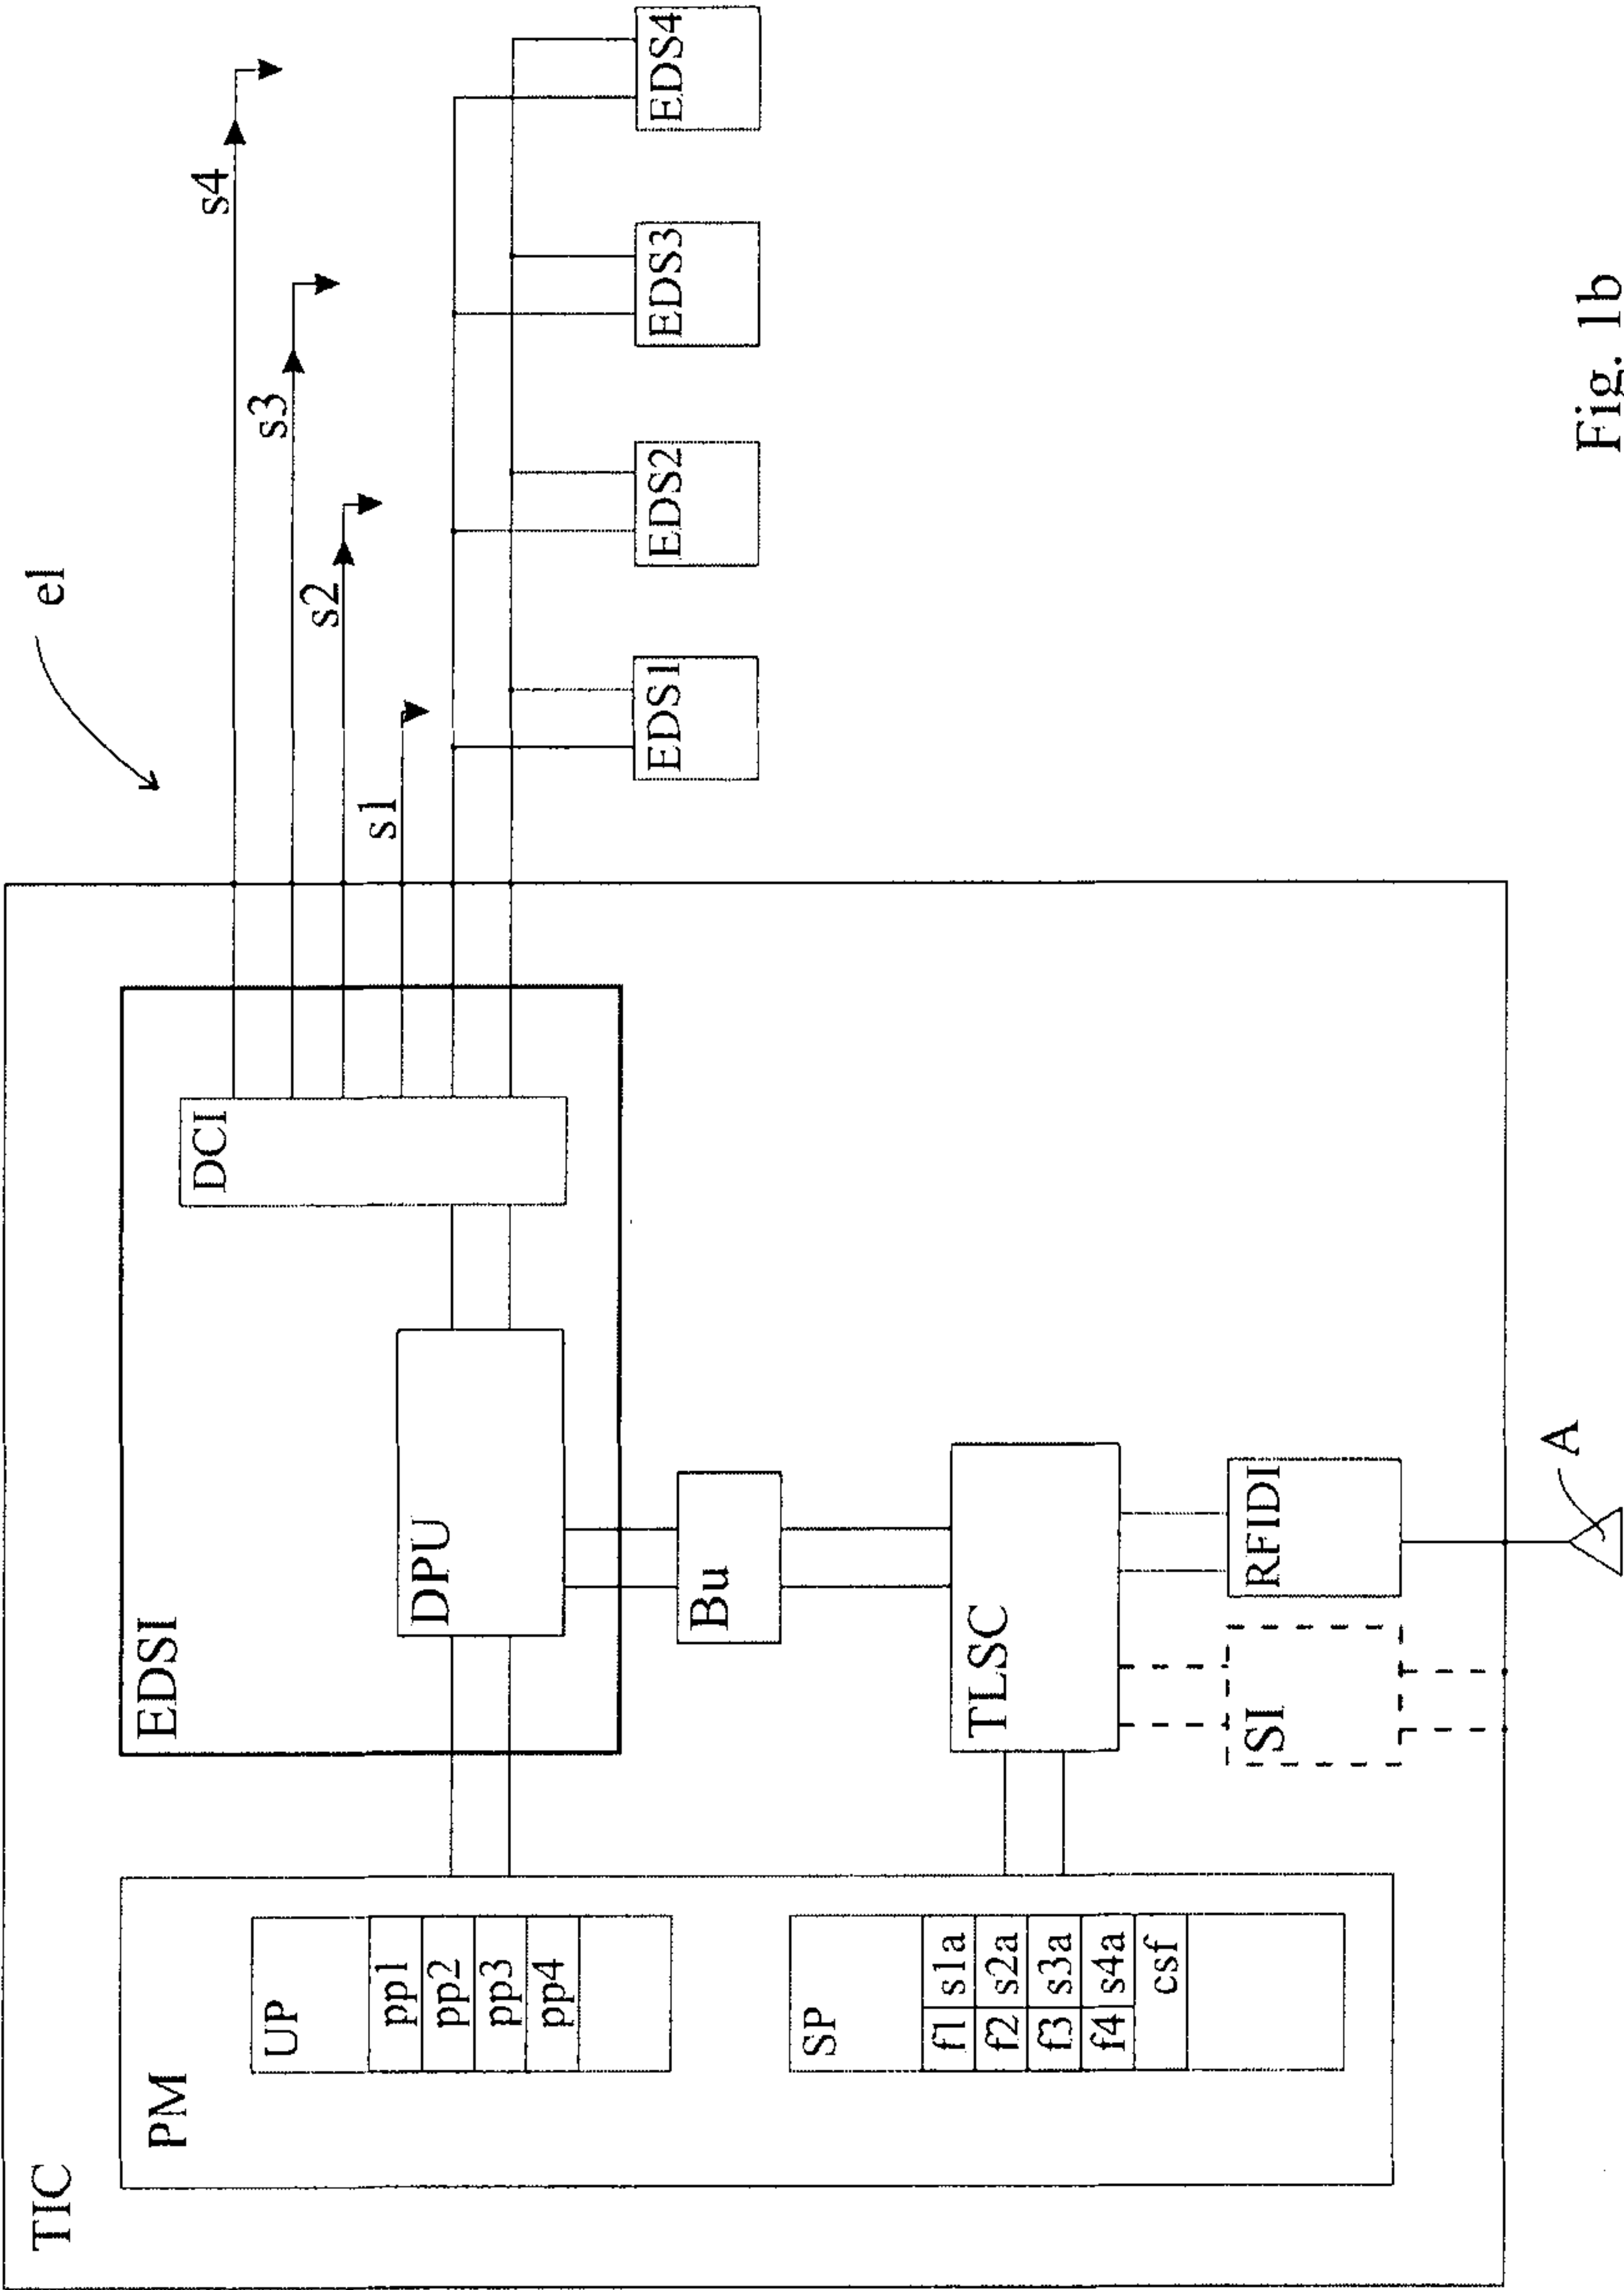 e1
s4
s3
s2
s1
TIC
PM
UP
pp1
pp2
pp3
pp4
SP
f1 s1a
f2 s2a
f3 s3a
f4 s4a
csf
EDSI
DPU
DCI
Bu
TLSC
SI
RFIDI
A
EDS1
EDS2
EDS3
EDS4
Fig. 1b